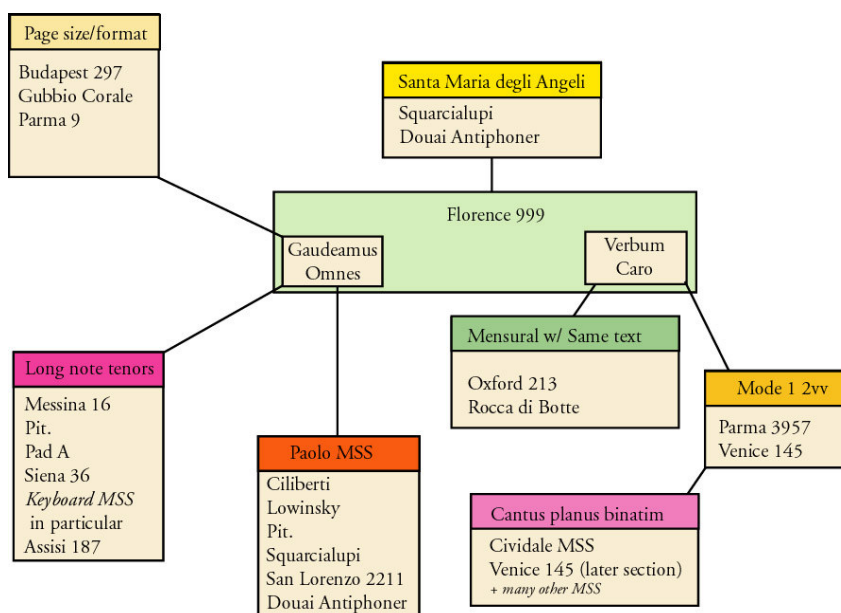 Page size/format
Budapest 297
Gubbio Corale
Parma 9
Santa Maria degli Angeli
Squarcialupi
Douai Antiphoner
Florence 999
Gaudeamus
Omnes
Verbum
Caro
Long note tenors
Messina 16
Pit.
Pad A
Siena 36
Keyboard MSS
in particular
Assisi 187
Paolo MSS
Ciliberti
Lowinsky
Pit.
Squarcialupi
San Lorenzo 2211
Douai Antiphoner
Mensural w/ Same text
Oxford 213
Rocca di Botte
Mode 1 2vv
Parma 3957
Venice 145
Cantus planus binatim
Cividale MSS
Venice 145 (later section)
+ many other MSS